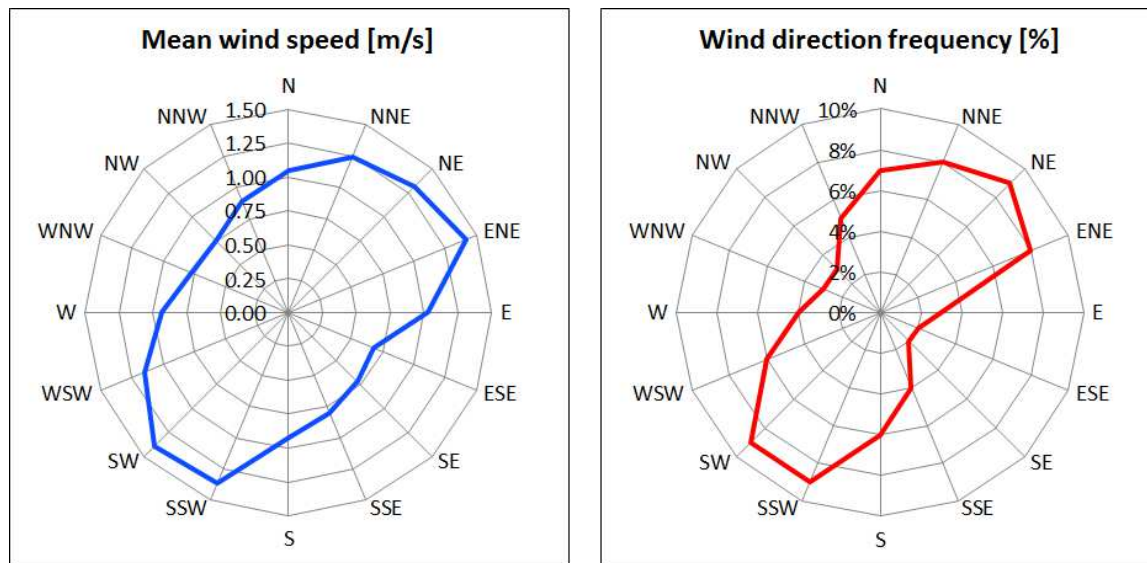 Mean wind speed [m/s]
N
NNE
NE
ENE
E
ESE
SE
SSE
S
SSW
SW
WSW
W
WNW
NW
NNW
1.50
1.25
1.00
0.75
0.50
0.25
0.00
Wind direction frequency [%]
N
NNE
NE
ENE
E
ESE
SE
SSE
S
SSW
SW
WSW
W
WNW
NW
NNW
10%
8%
6%
4%
2%
0%